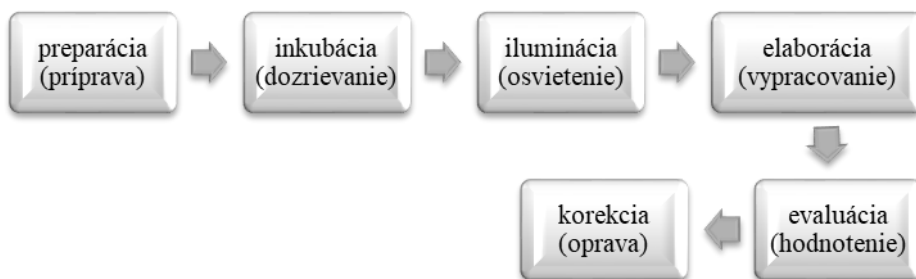 preparácia
(príprava)
inkubácia
(dozrievanie)
iluminácia
(osvietenie)
elaborácia
(vypracovanie)
evaluácia
(hodnotenie)
korekcia
(oprava)